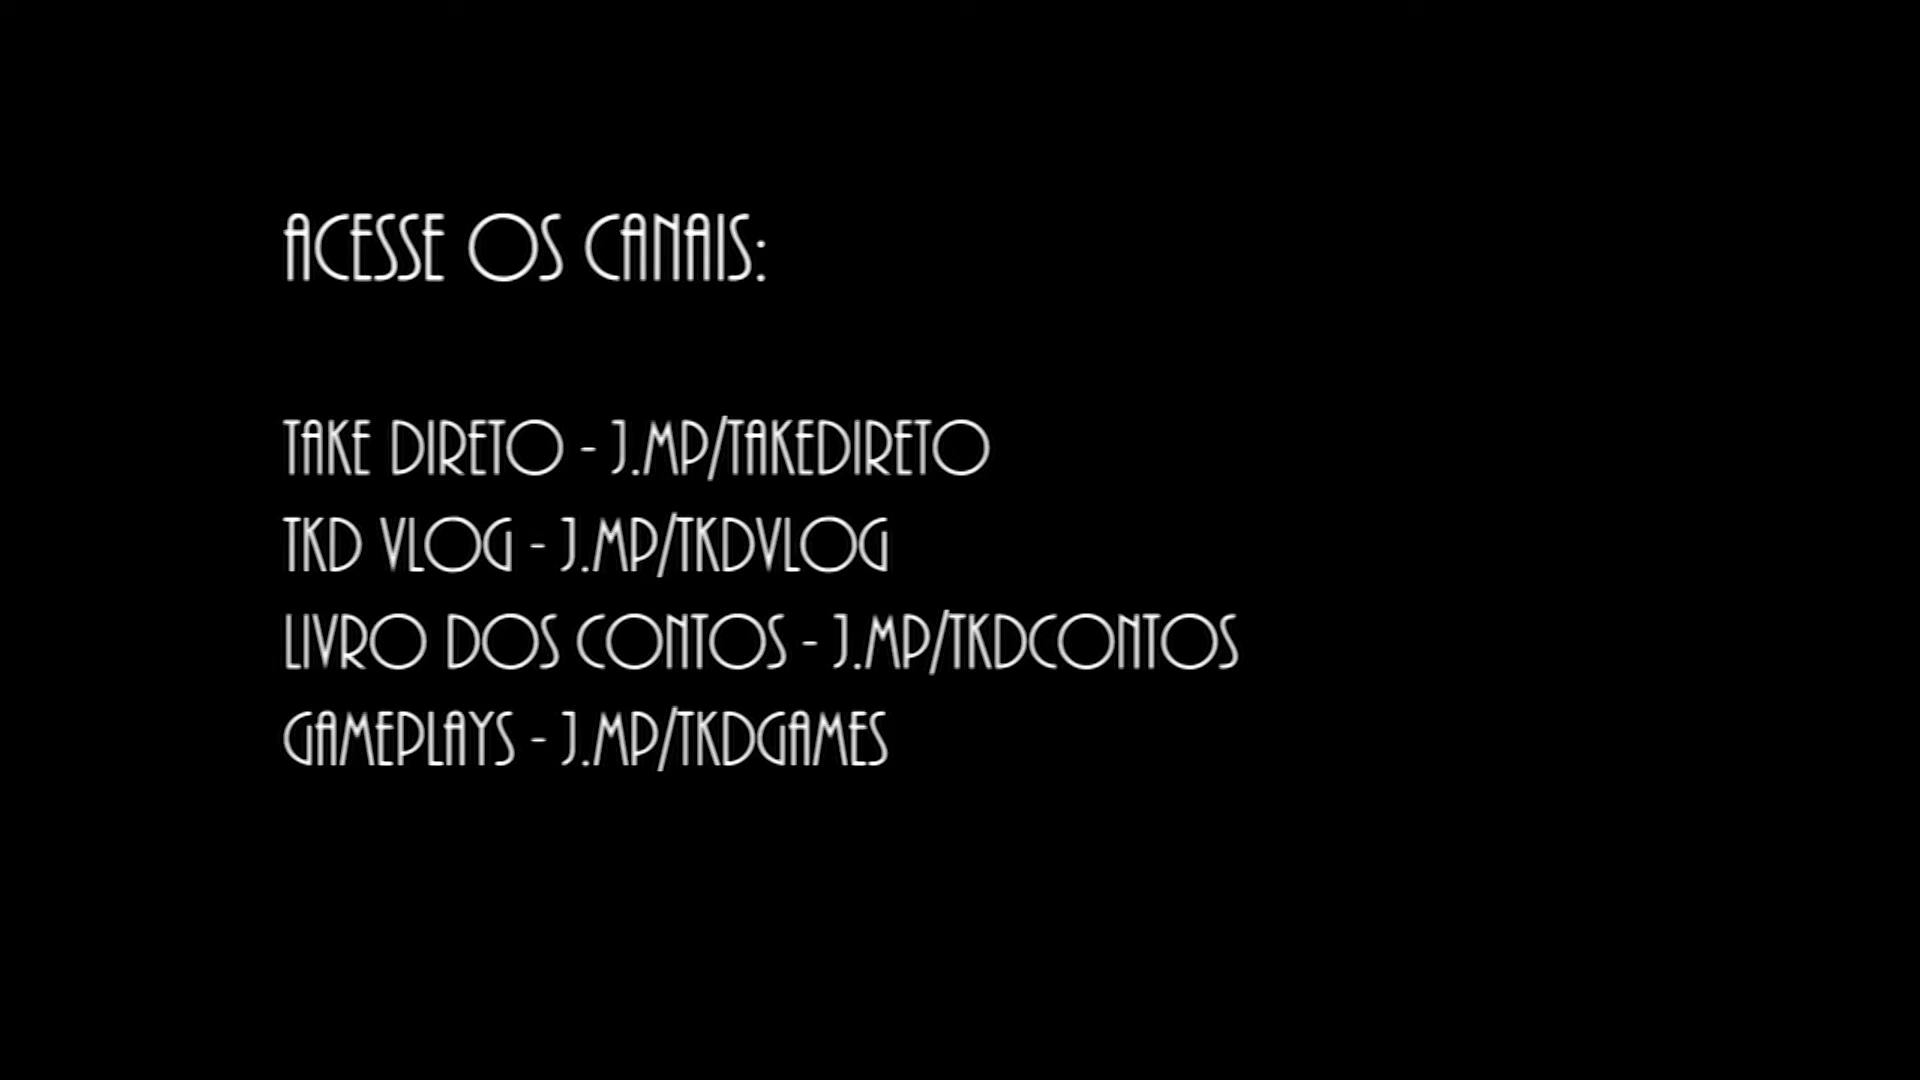 ACESSE OS CANAIS:
TAKE DIRETO - J.MP/TAKEDIRETO
TKD VLOG - J.MP/TKDVLOG
LIVRO DOS CONTOS - J.MP/TKDCONTOS
GAMEPLAYS - J.MP/TKDGAMES